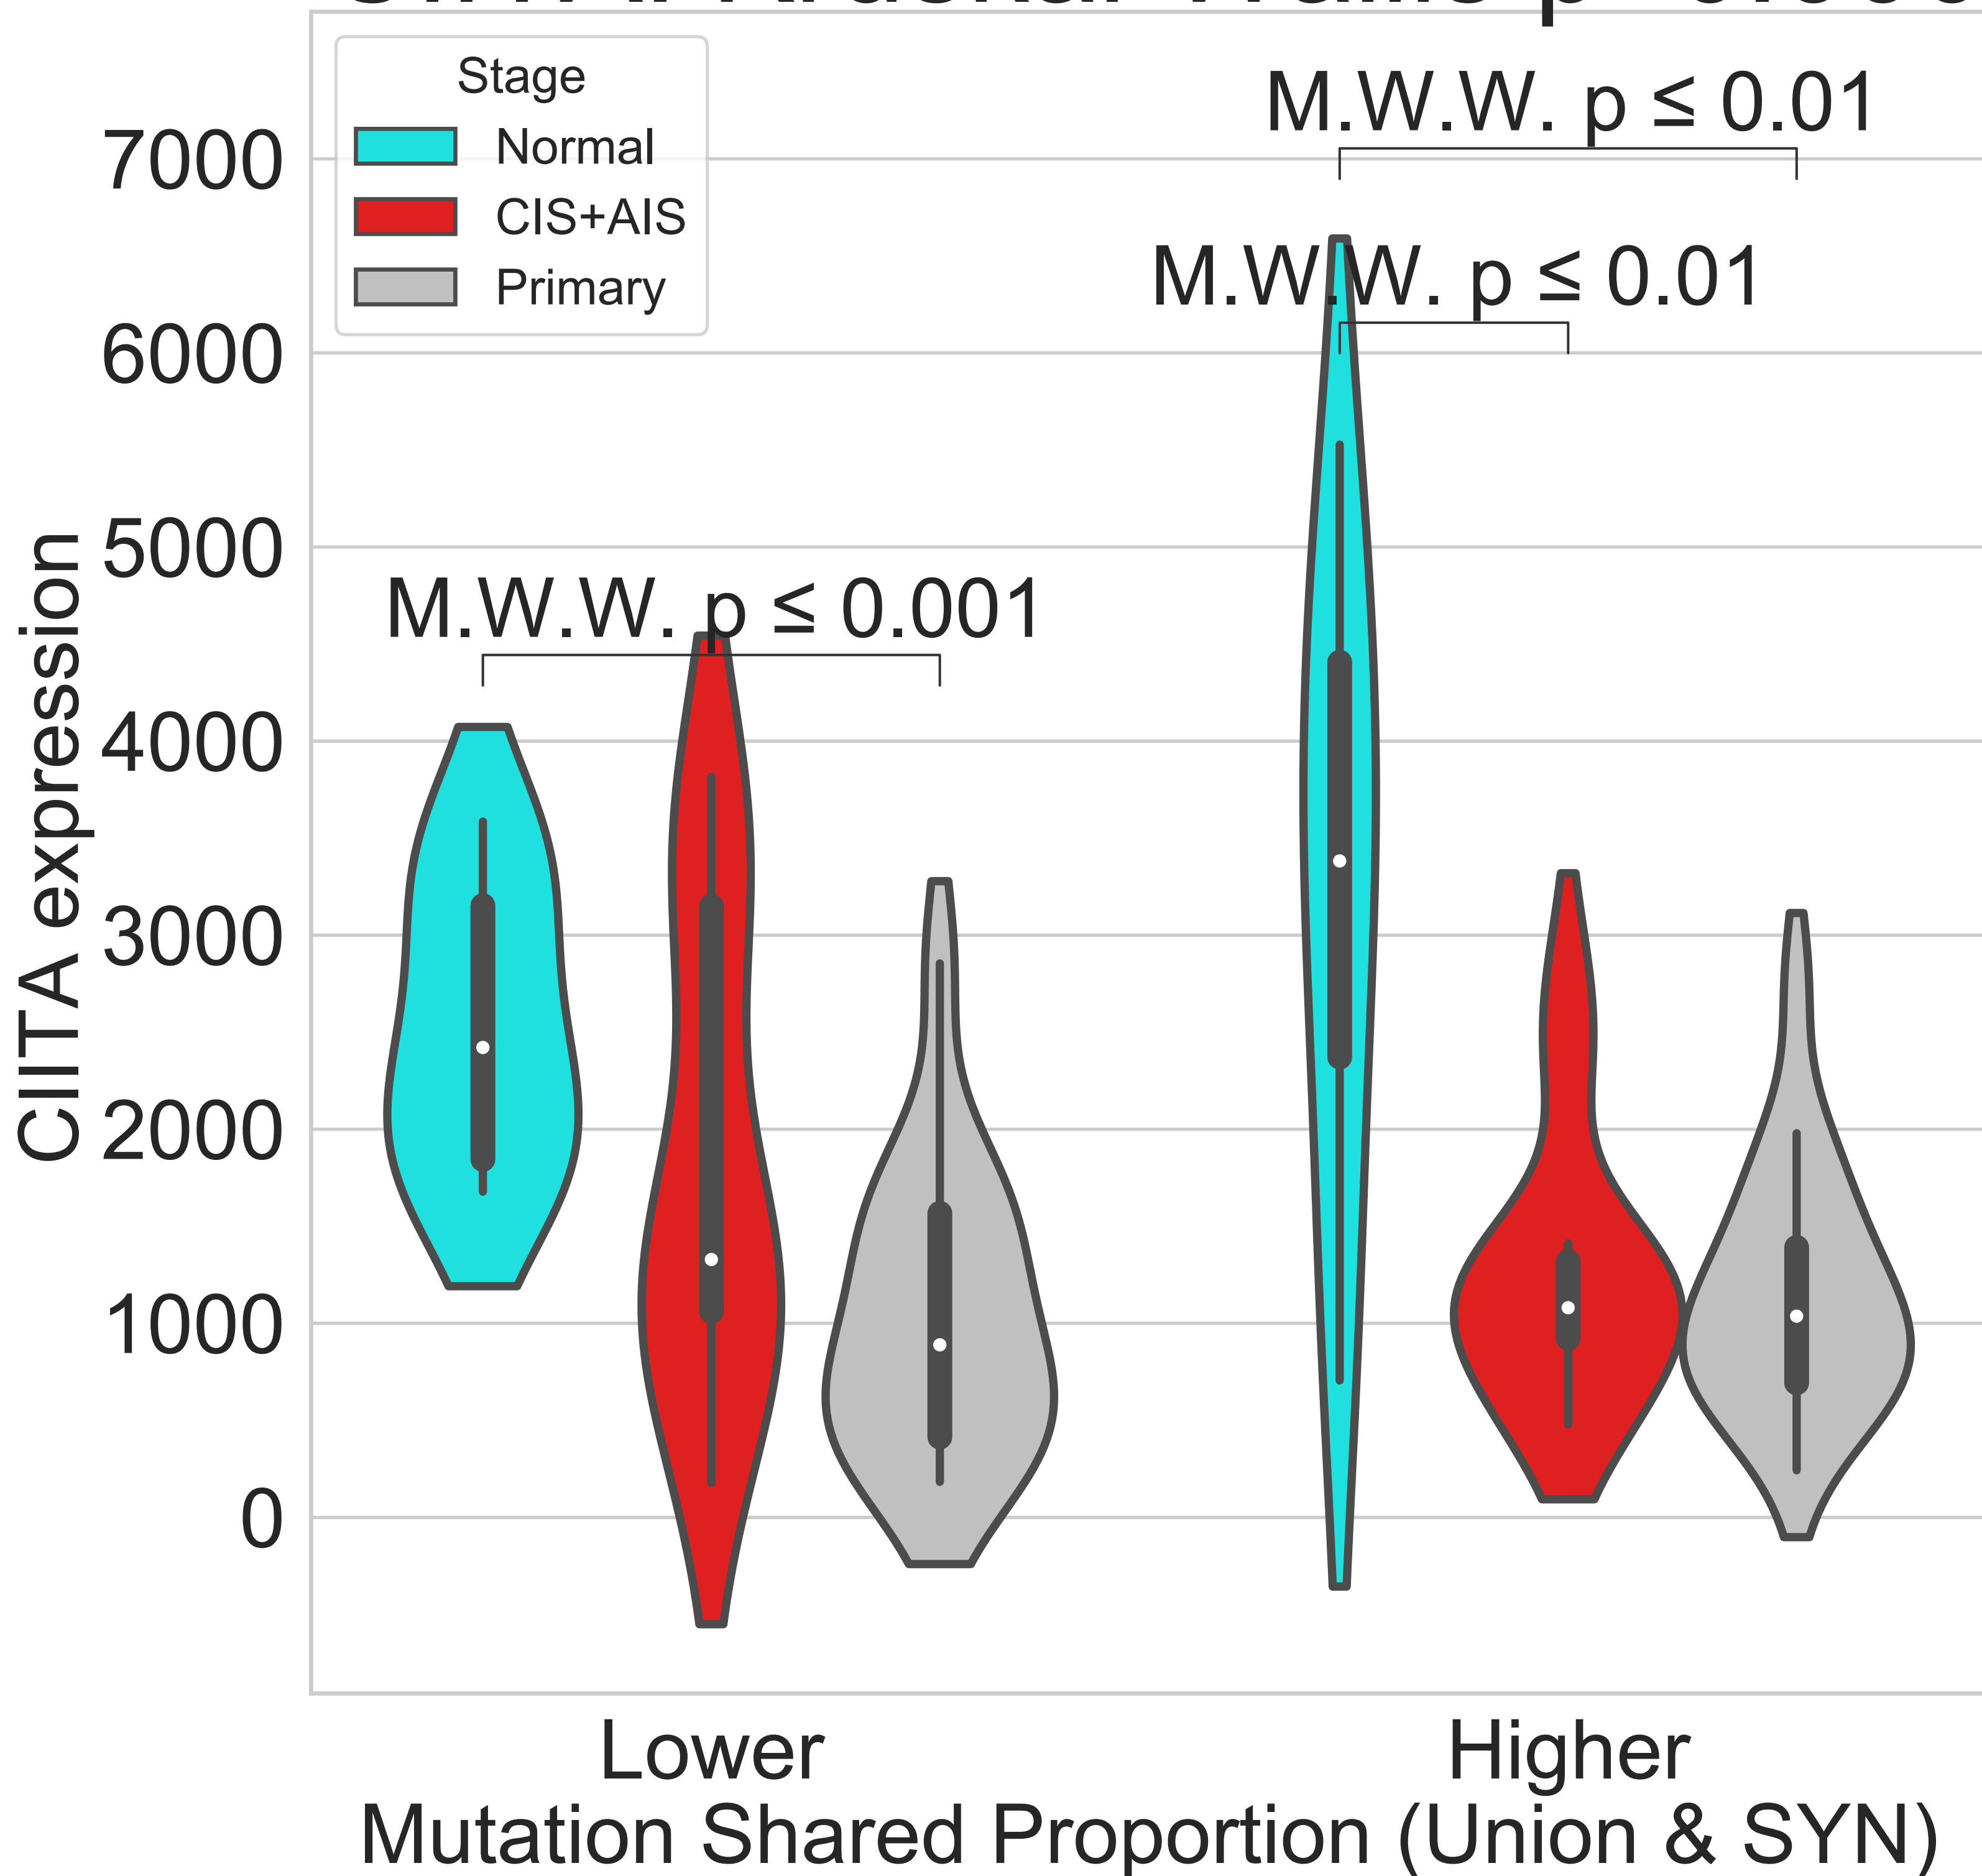 Stage
Normal
CIS+AIS
Primary
M.W.W. p ≤ 0.01
M.W.W. p ≤ 0.01
M.W.W. p ≤ 0.001
7000
6000
5000
4000
3000
2000
1000
0
CIITA expression
Lower
Higher
Mutation Shared Proportion (Union & SYN)